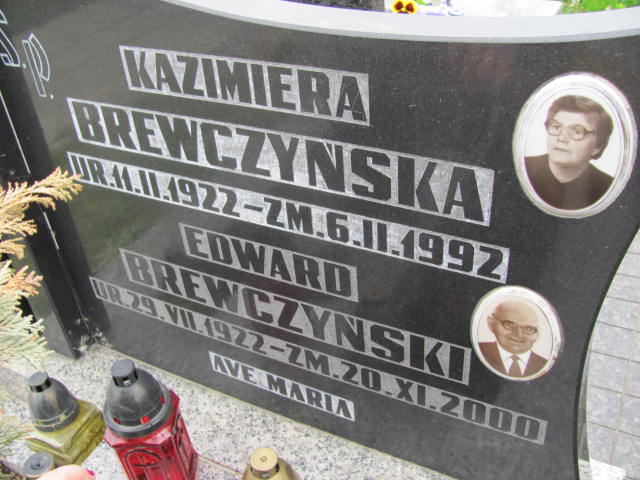 Ś.P.
KAZIMIERA
BREWCZYŃSKA
UR.11.II.1922-ZM.6.II.1992
EDWARD
BREWCZYŃSKI
UR.29.VII.1922-ZM.20.XI.2000
AVE MARIA